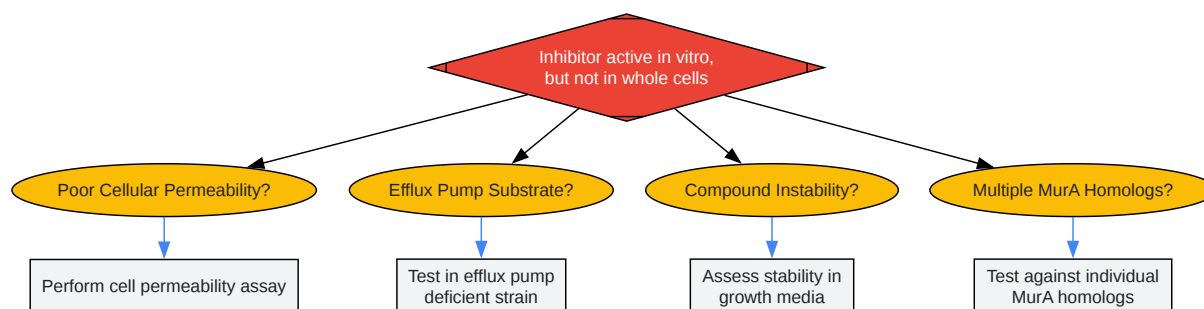 Inhibitor active in vitro,
but not in whole cells
Poor Cellular Permeability?
Efflux Pump Substrate?
Compound Instability?
Multiple MurA Homologs?
Perform cell permeability assay
Test in efflux pump
deficient strain
Assess stability in
growth media
Test against individual
MurA homologs